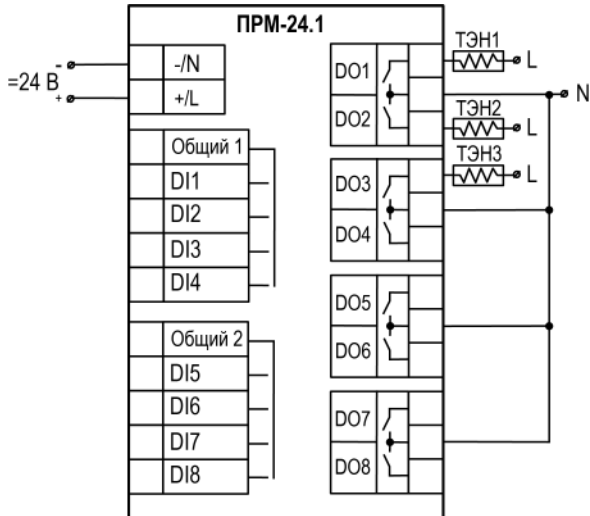 ПРМ-24.1
=24 В
-
+
-/N
+/L
Общий 1
DI1
DI2
DI3
DI4
Общий 2
DI5
DI6
DI7
DI8
DO1
DO2
DO3
DO4
DO5
DO6
DO7
DO8
ТЭН1
L
N
ТЭН2
L
ТЭН3
L